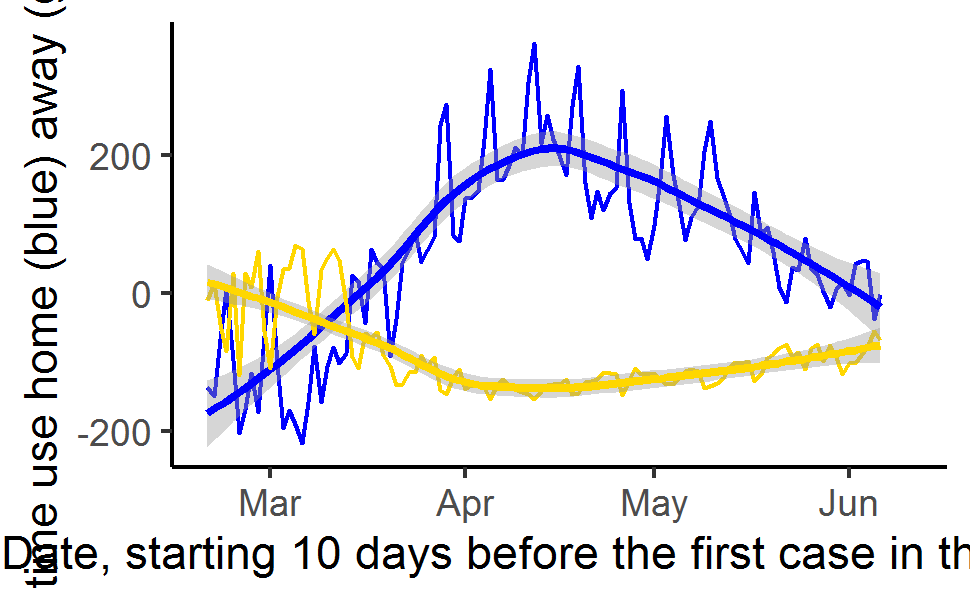 time use home (blue) away (
200
0
-200
Mar Apr May Jun
Date, starting 10 days before the first case in th